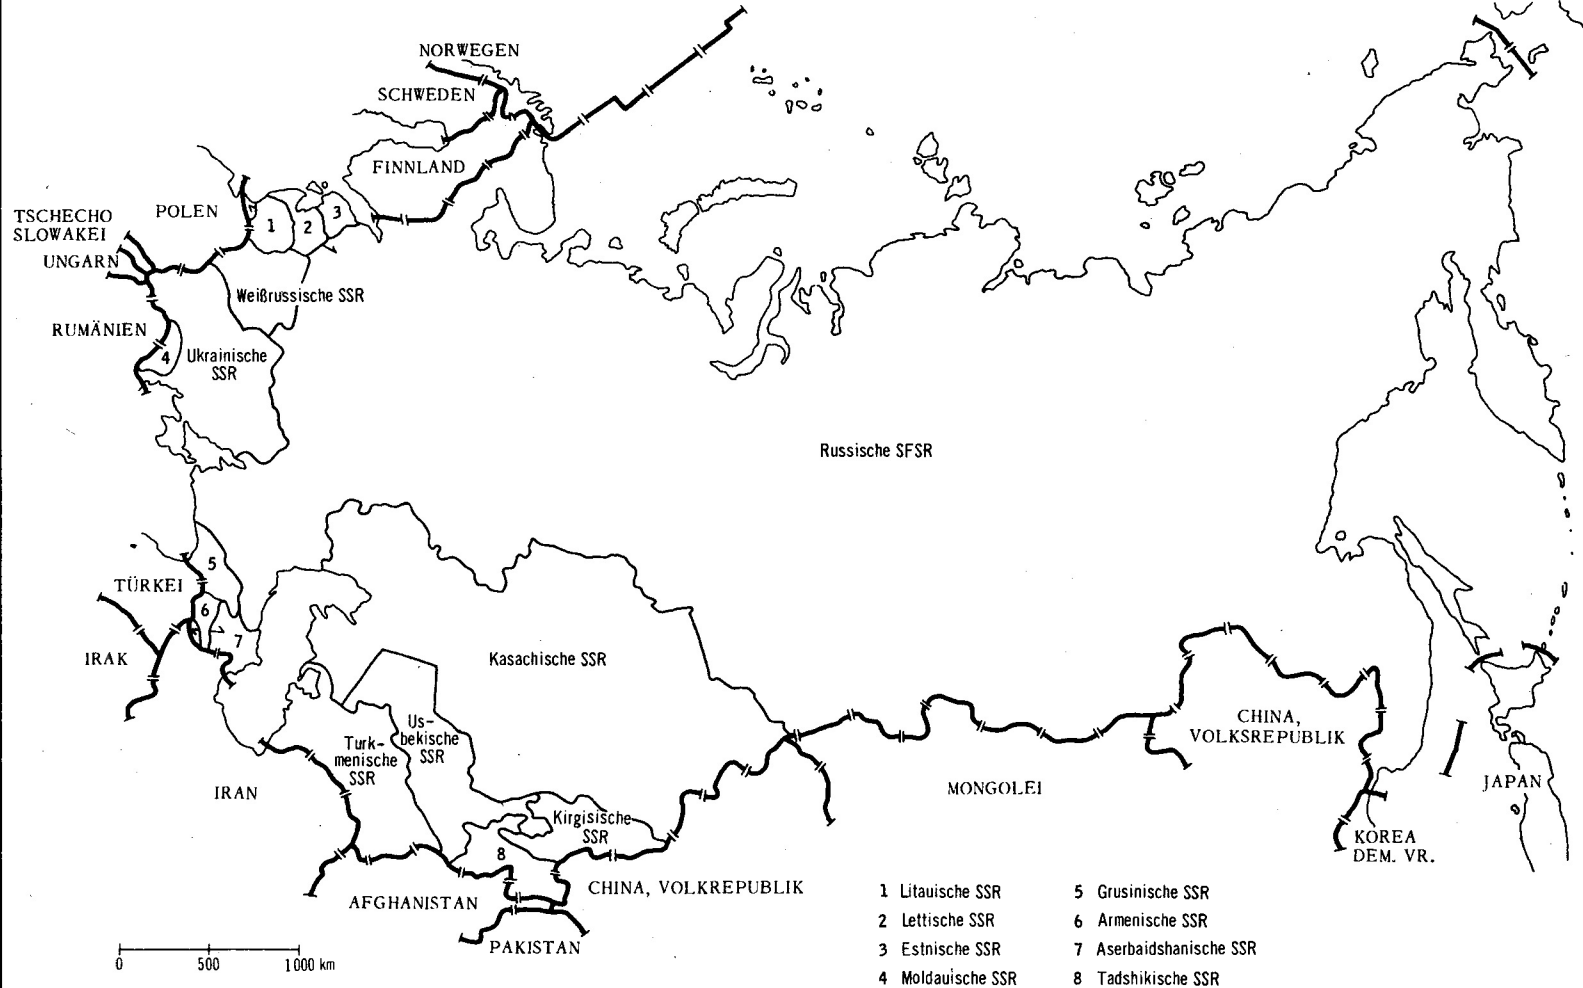 NORWEGEN
SCHWEDEN
FINNLAND
POLEN
TSCHECHO
SLOWAKEI
UNGARN
RUMÄNIEN
1
2
3
Weißrussische SSR
4
Ukrainische
SSR
Russische SFSR
5
TÜRKEI
6
7
IRAK
Kasachische SSR
Us-
bekische
SSR
Turk-
menische
SSR
IRAN
CHINA,
VOLKSREPUBLIK
MONGOLEI
JAPAN
Kirgisische
SSR
8
KOREA
DEM. VR.
AFGHANISTAN
CHINA, VOLKREPUBLIK
PAKISTAN
0 500 1000 km
1 Litauische SSR
2 Lettische SSR
3 Estnische SSR
4 Moldauische SSR
5 Grusinische SSR
6 Armenische SSR
7 Aserbaidshanische SSR
8 Tadshikische SSR